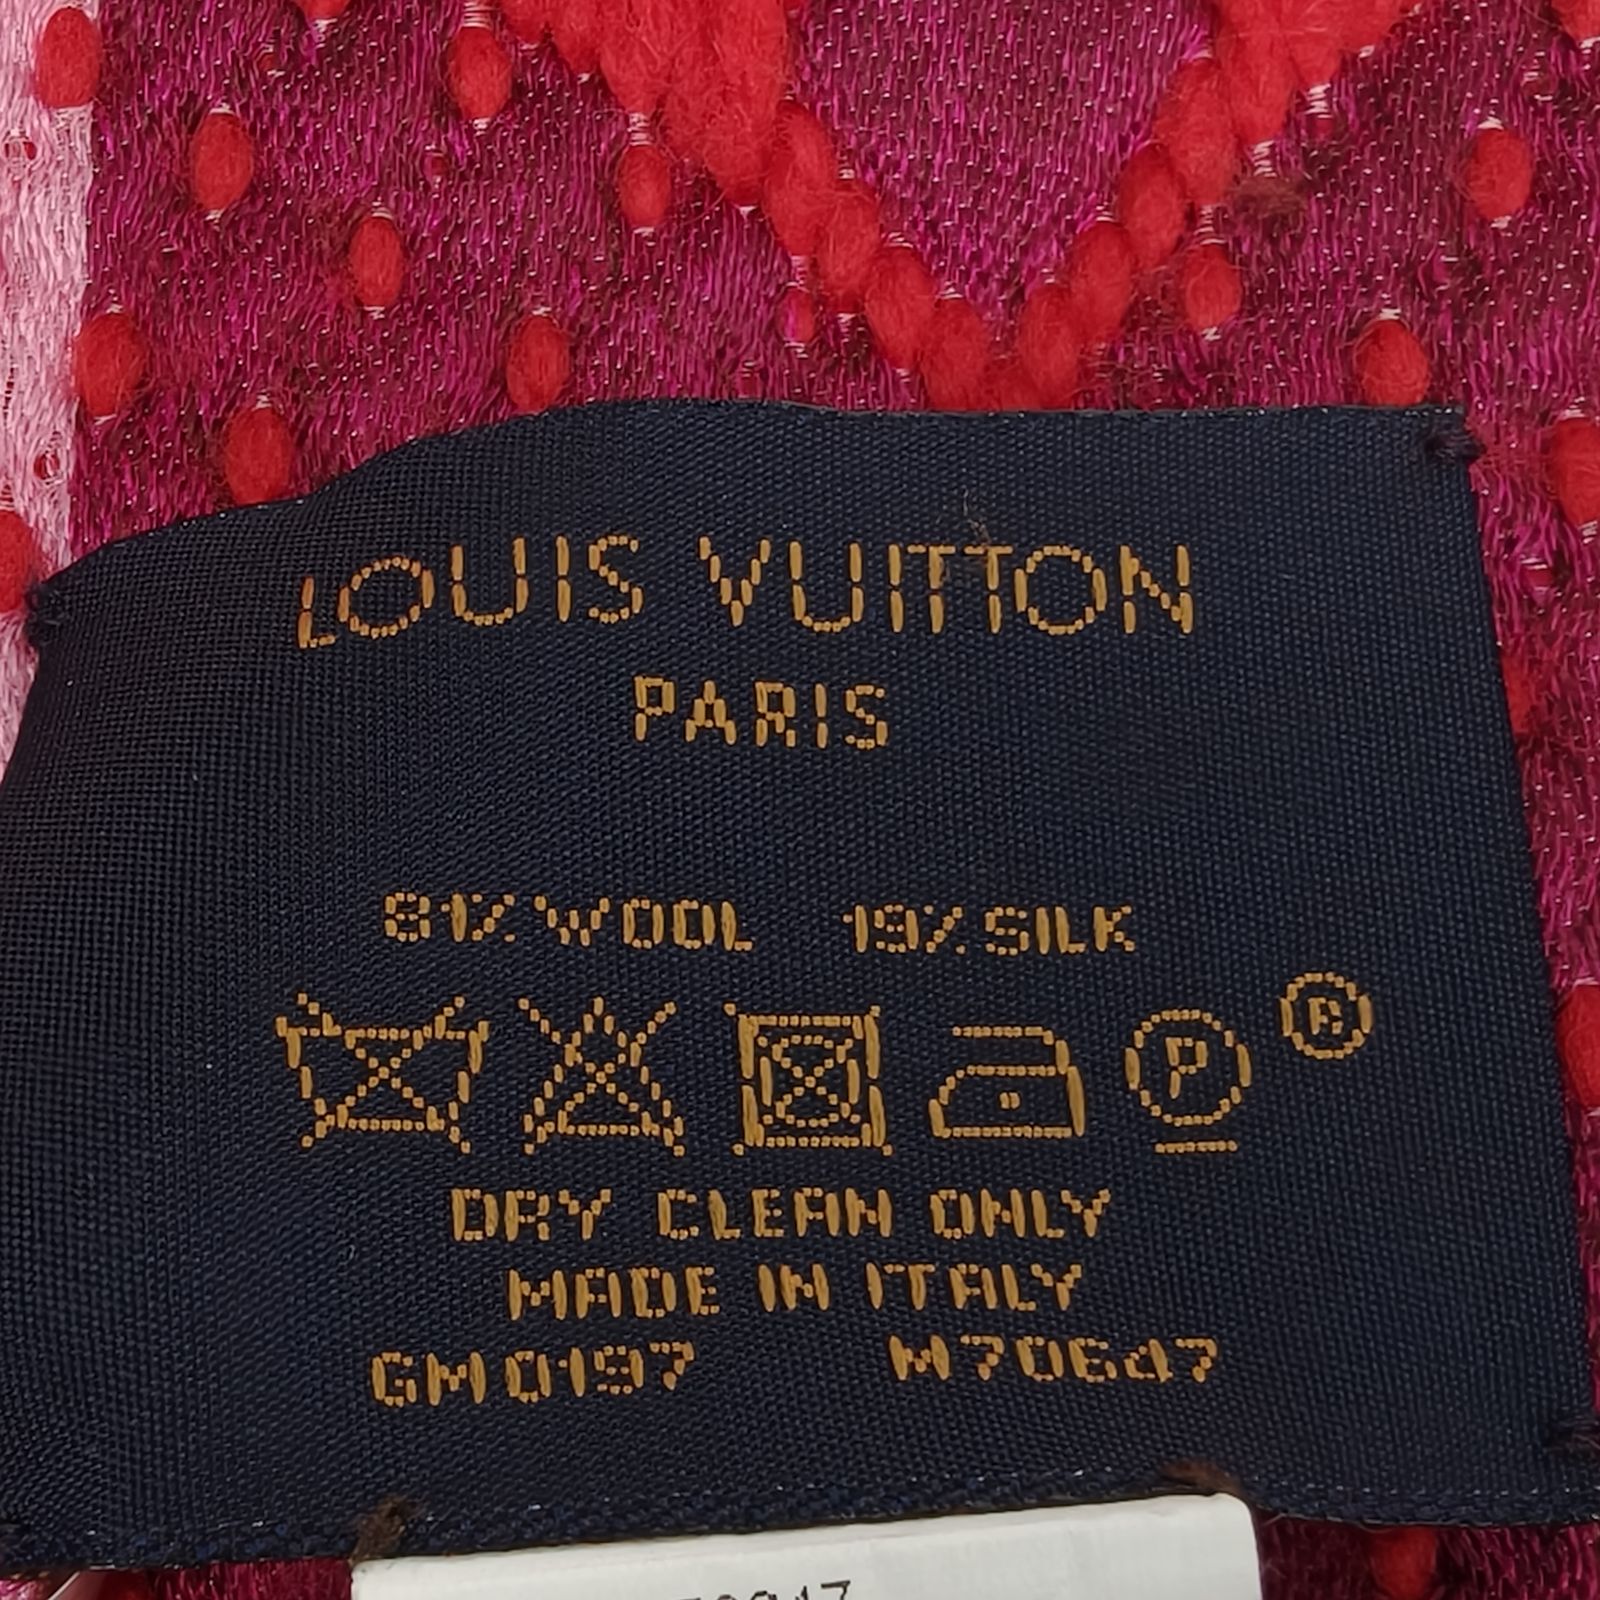 LOUIS VUITTON
PARIS
81% WOOL 19% SILK
P ®
DRY CLEAN ONLY
MADE IN ITALY
GM0197 M70647